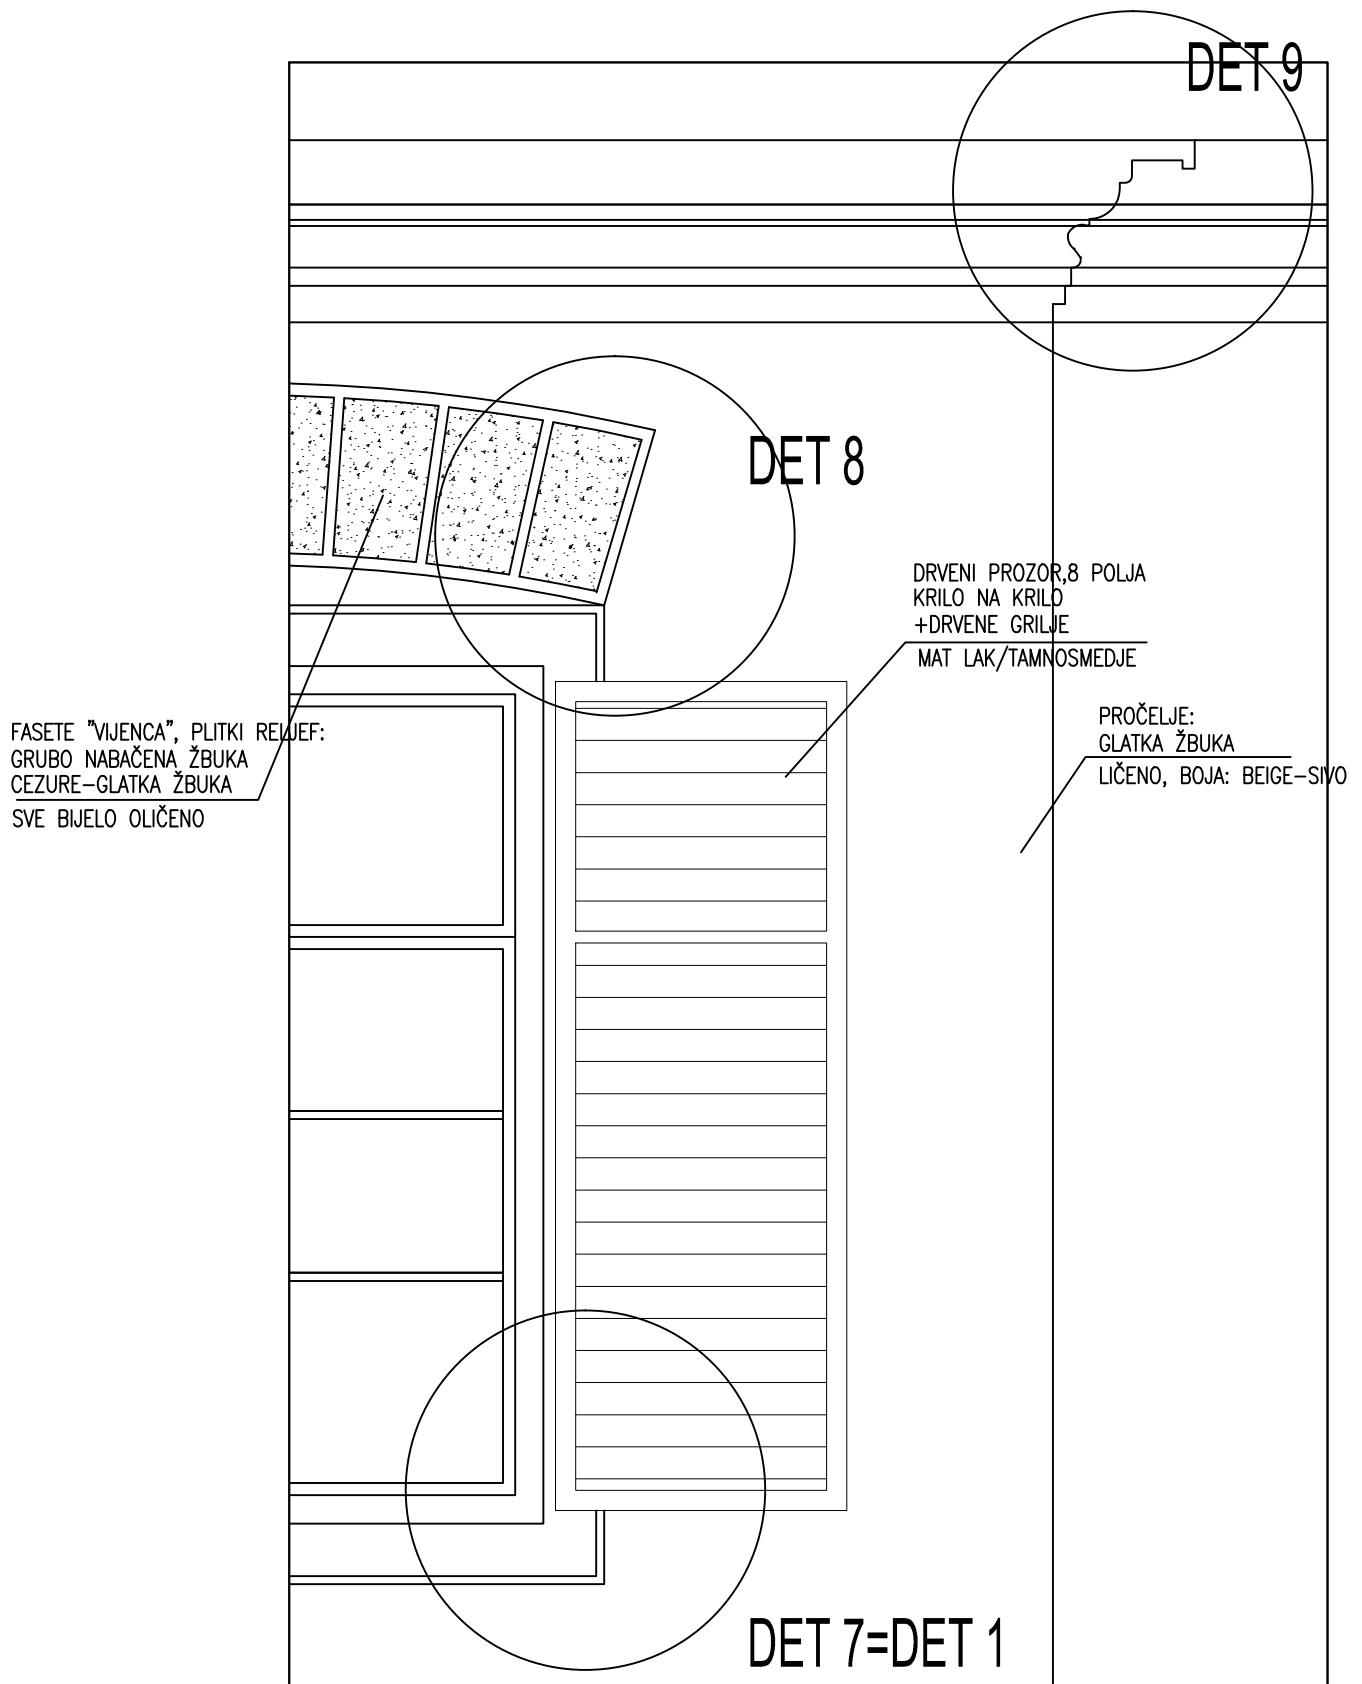 DET 9
DET 8
DRVENI PROZOR,8 POLJA
KRILO NA KRILO
+DRVENE GRILJE
MAT LAK/TAMNOSMEDJE
PROČELJE:
GLATKA ŽBUKA
LIČENO, BOJA: BEIGE-SIVO
FASETE "VIJENCA", PLITKI RELJEF:
GRUBO NABAČENA ŽBUKA
CEZURE-GLATKA ŽBUKA
SVE BIJELO OLIČENO
DET 7=DET 1